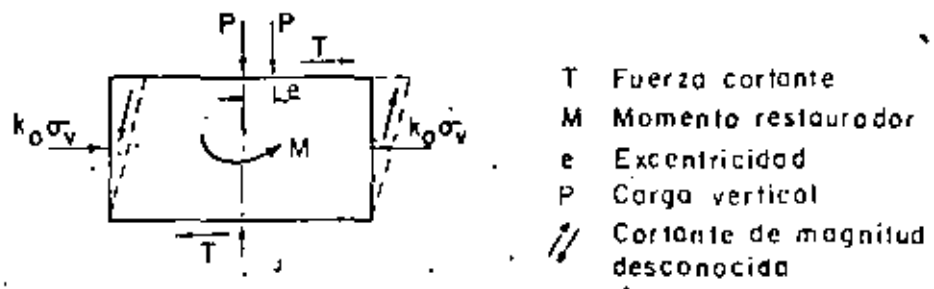 P P
T
e
k₀σᵥ k₀σᵥ
M
T
T Fuerza cortante
M Momento restaurador
e Excentricidad
P Carga vertical
Cortante de magnitud
desconocida